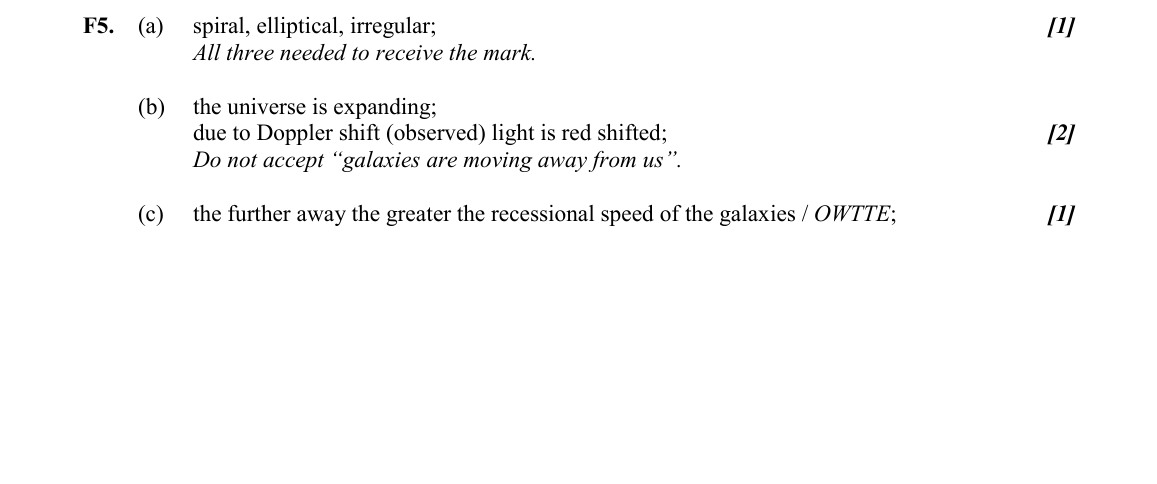 F5. (a) spiral, elliptical, irregular; [1]
All three needed to receive the mark.
(b) the universe is expanding;
due to Doppler shift (observed) light is red shifted; [2]
Do not accept “galaxies are moving away from us”.
(c) the further away the greater the recessional speed of the galaxies / OWTTE; [1]